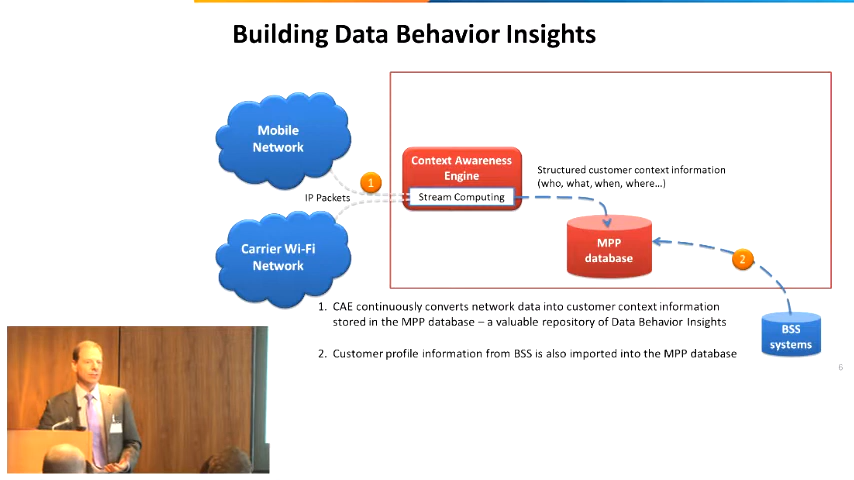 Building Data Behavior Insights
Mobile
Network
1
IP Packets
Carrier Wi-Fi
Network
Context Awareness
Engine
Stream Computing
Structured customer context information
(who, what, when, where...)
MPP
database
2
BSS
systems
1. CAE continuously converts network data into customer context information
stored in the MPP database – a valuable repository of Data Behavior Insights
2. Customer profile information from BSS is also imported into the MPP database
6